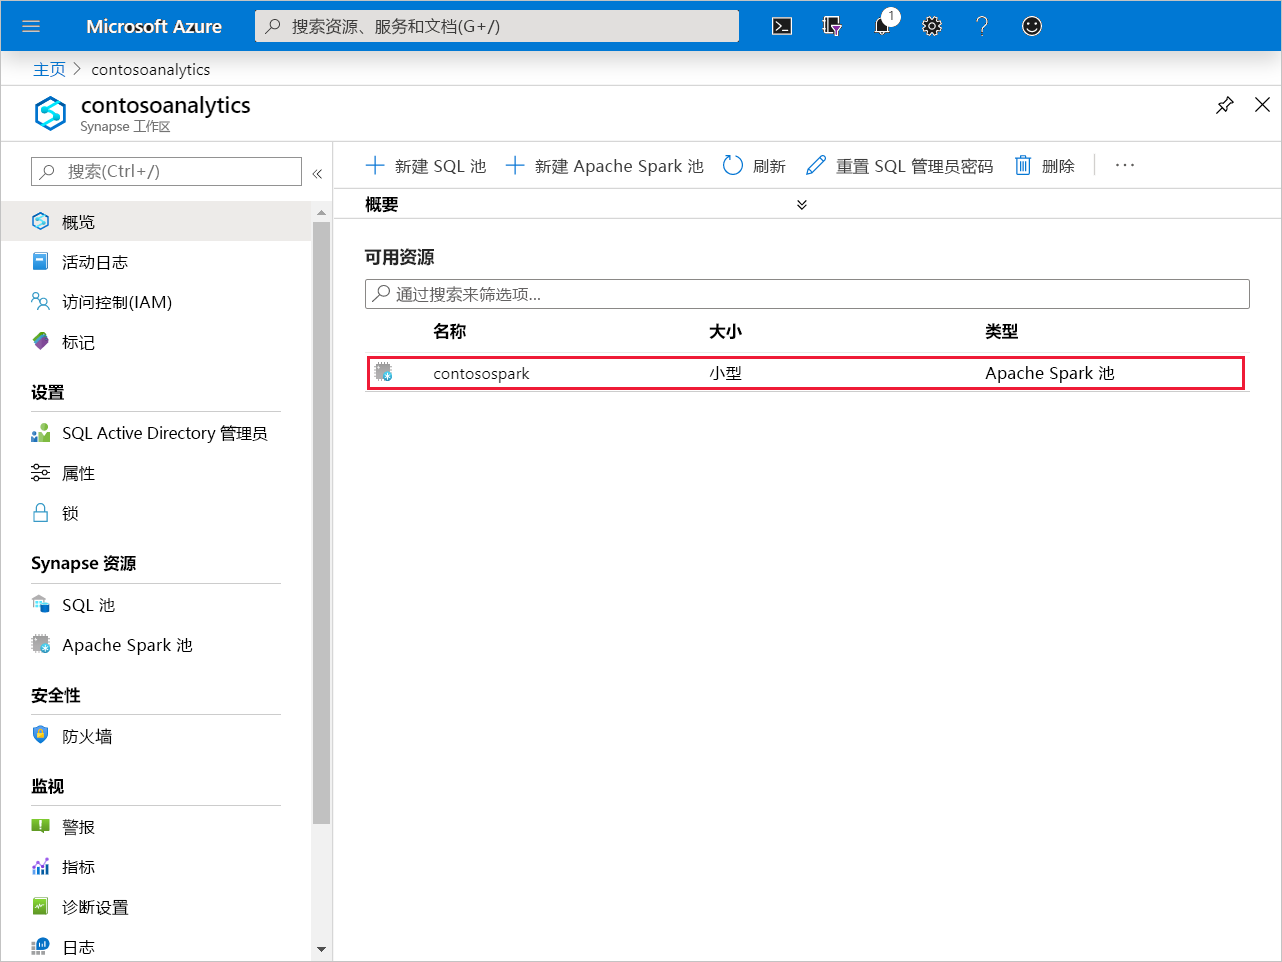 Microsoft Azure
搜索资源、服务和文档(G+/)
1
主页 > contosoanalytics
contosoanalytics
Synapse 工作区
搜索(Ctrl+/)
«
概览
活动日志
访问控制(IAM)
标记
设置
SQL Active Directory 管理员
属性
锁
Synapse 资源
SQL 池
Apache Spark 池
安全性
防火墙
监视
警报
指标
诊断设置
日志
新建 SQL 池 新建 Apache Spark 池 刷新 重置 SQL 管理员密码 删除 ...
概要
可用资源
通过搜索来筛选项...
名称 大小 类型
contosospark 小型 Apache Spark 池